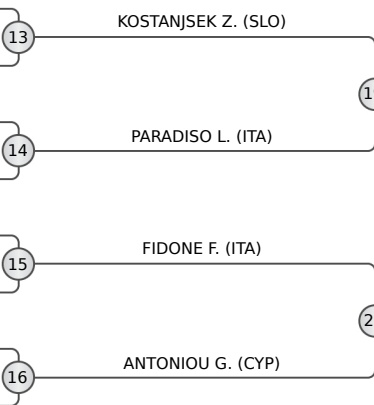 KOSTANJSEK Z. (SLO)
13
PARADISO L. (ITA)
14
FIDONE F. (ITA)
15
ANTONIOU G. (CYP)
16